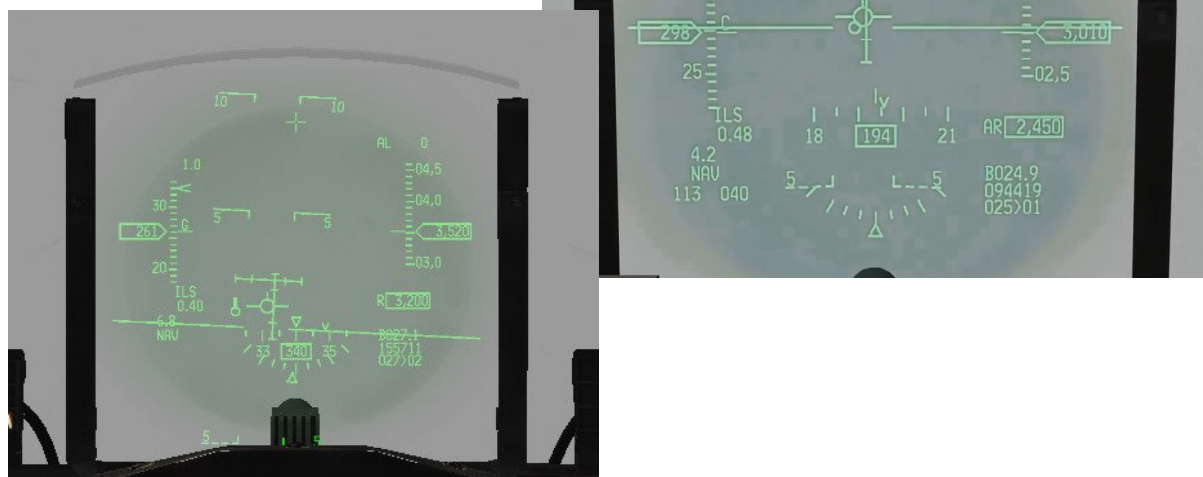 10 10
AL 0
1.0
04,5
30
04,0
5 5
261 G
3,520
20
03,0
ILS
0.40
R 3,200
6.8
NAV
B027.1
33 340 35
155711
027>02
5 5
298 C
3,010
25
02,5
ILS
0.48
18 194 21
AR 2,450
4.2
NAV
113 040
5 5
B024.9
094419
025>01